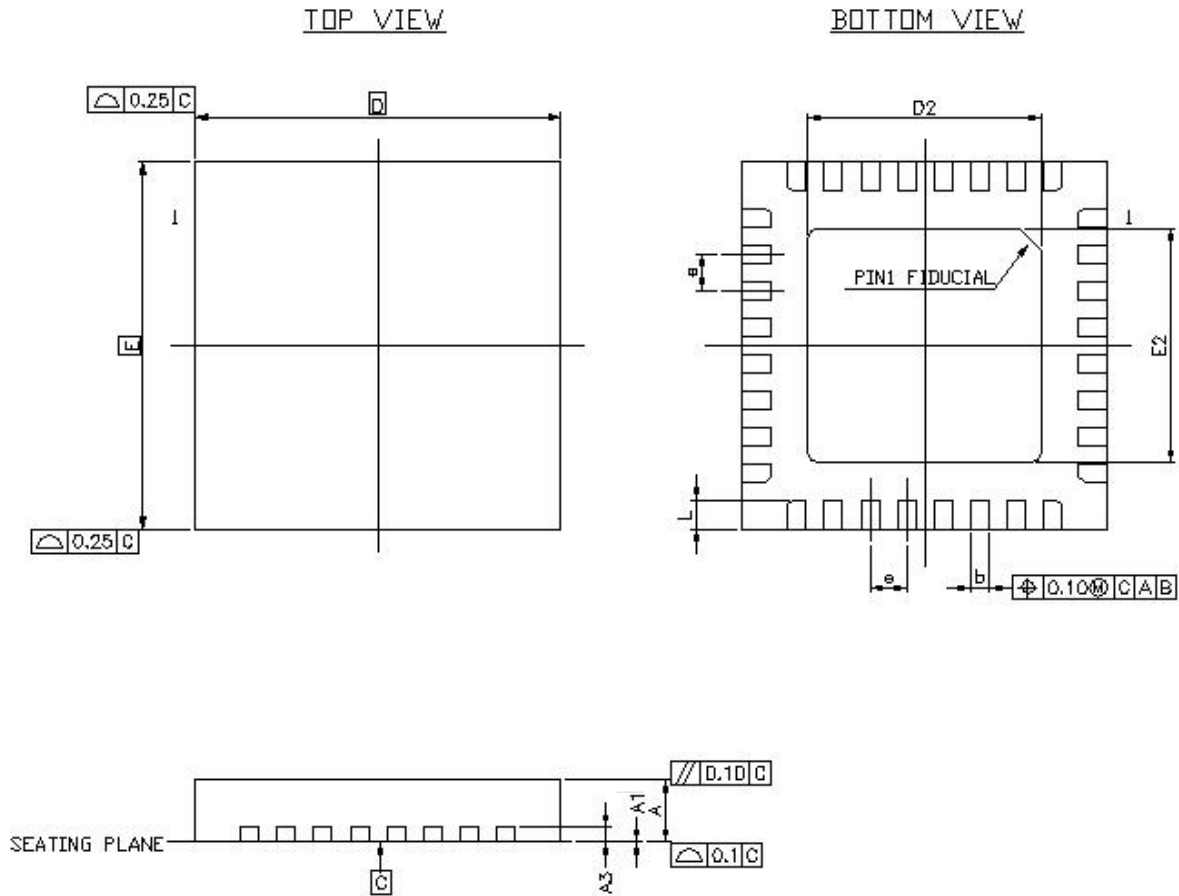 TOP VIEW
BOTTOM VIEW
⌓ 0.25 C
D
D2
1
1
e
PIN1 FIDUCIAL
E
E2
L
⌓ 0.25 C
e
b
⌖ 0.10Ⓜ C A B
// 0.10 C
A1
A
SEATING PLANE
⌓ 0.1 C
C
A3